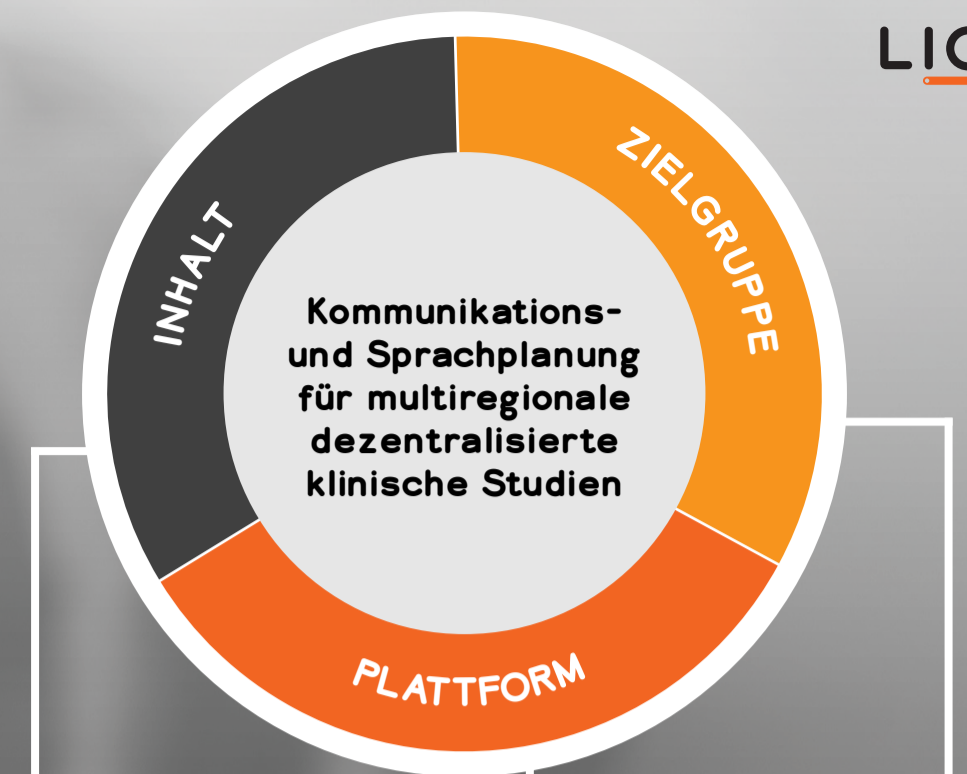 INHALT
ZIELGRUPPE
Kommunikations-
und Sprachplanung
für multiregionale
dezentralisierte
klinische Studien
PLATTFORM